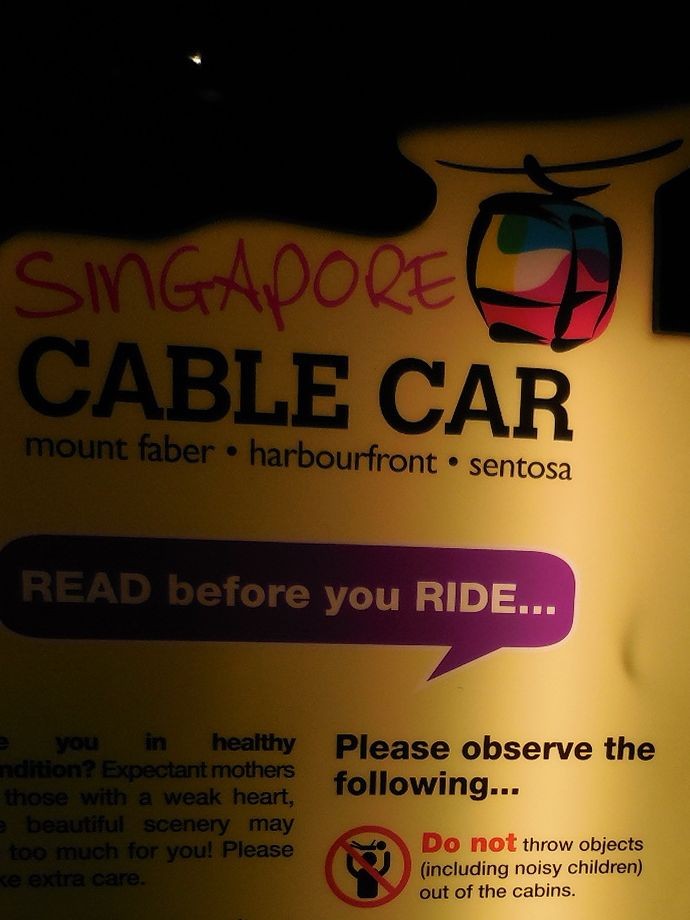 SINGAPORE
CABLE CAR
mount faber • harbourfront • sentosa
READ before you RIDE...
you in healthy
Expectant mothers
those with a weak heart,
beautiful scenery may
too much for you! Please
extra care.
Please observe the
following...
Do not throw objects
(including noisy children)
out of the cabins.